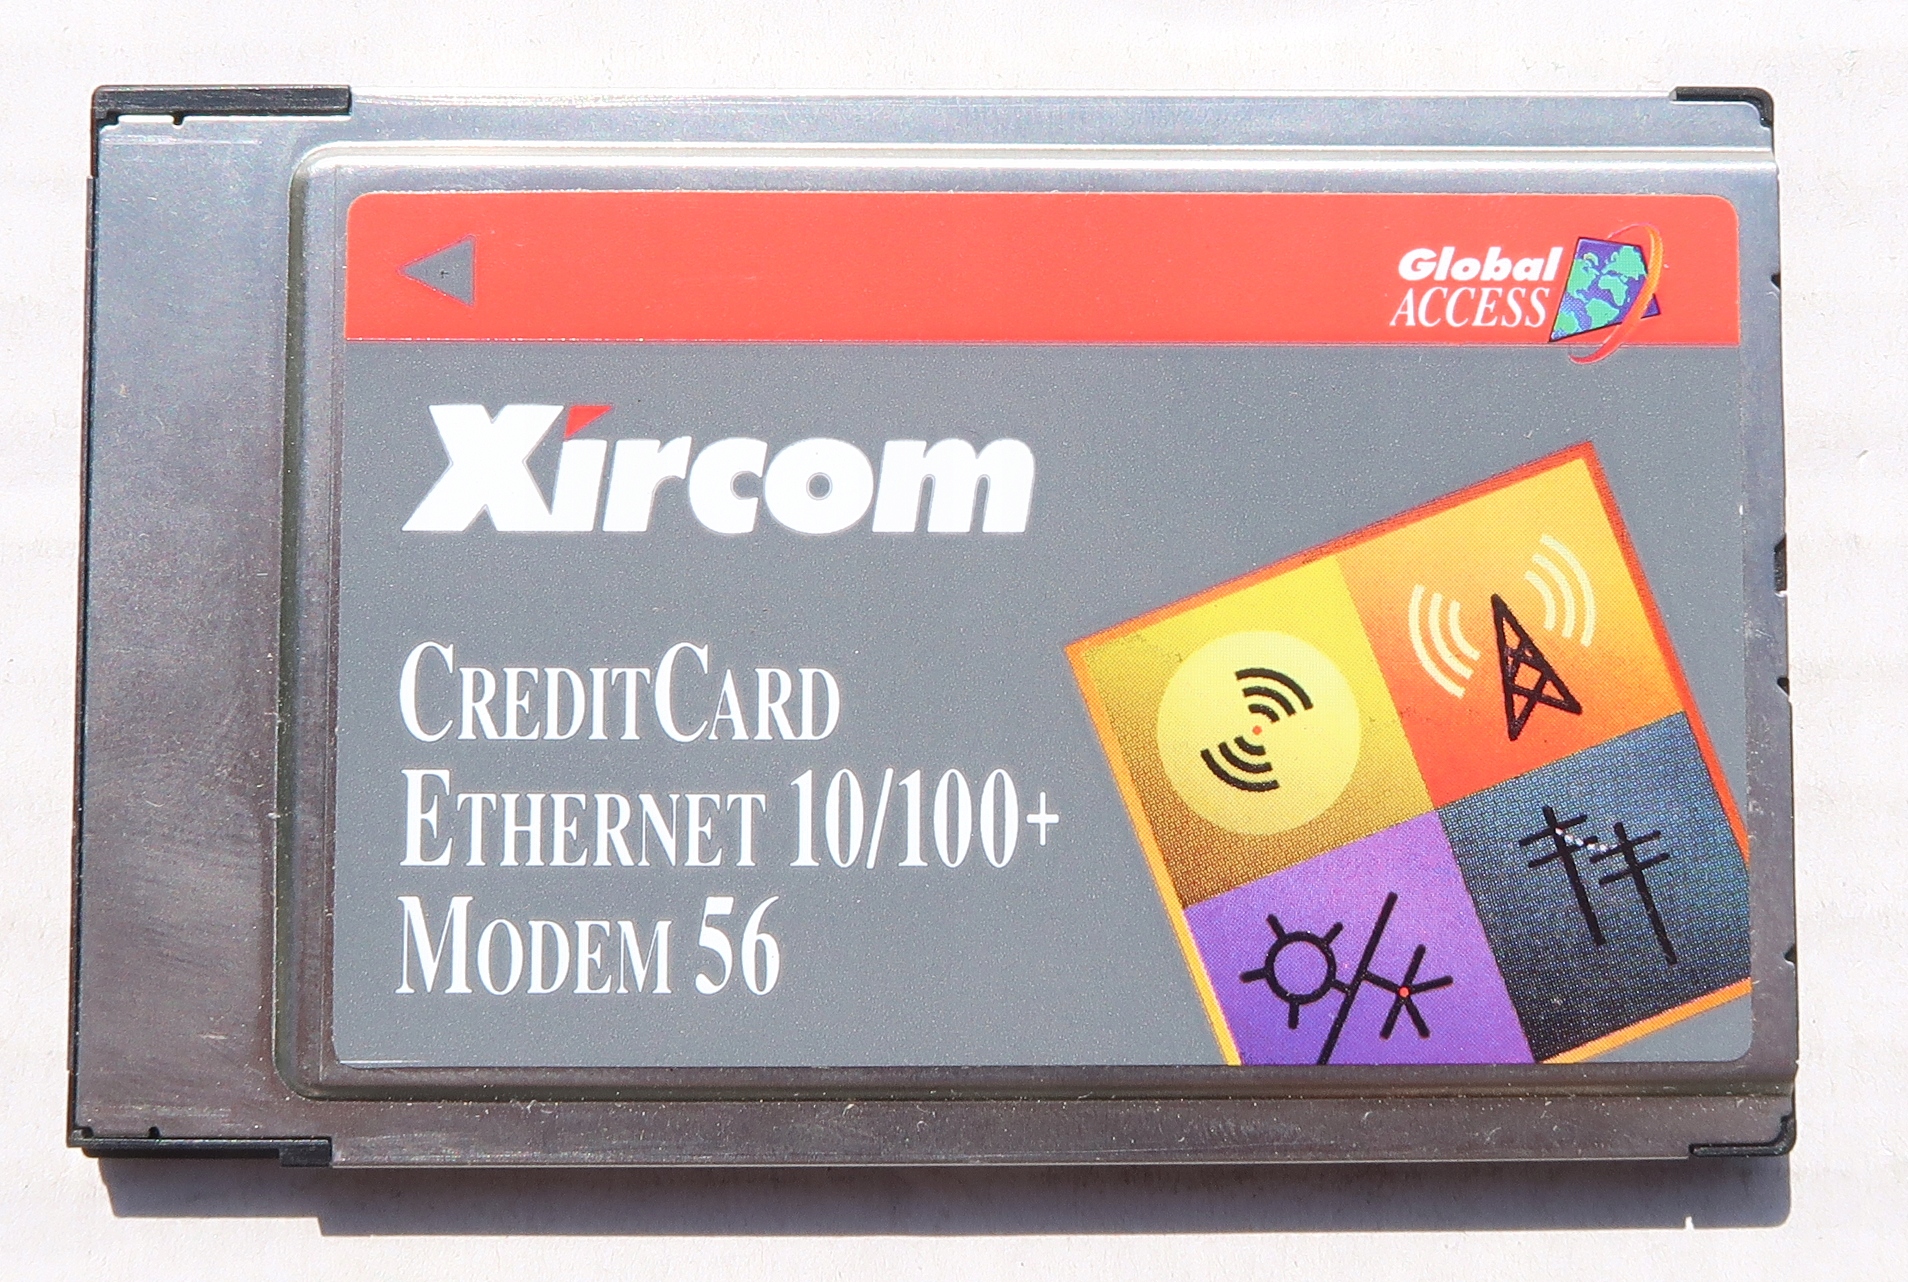 Global
ACCESS
Xircom
CREDITCARD
ETHERNET 10/100+
MODEM 56